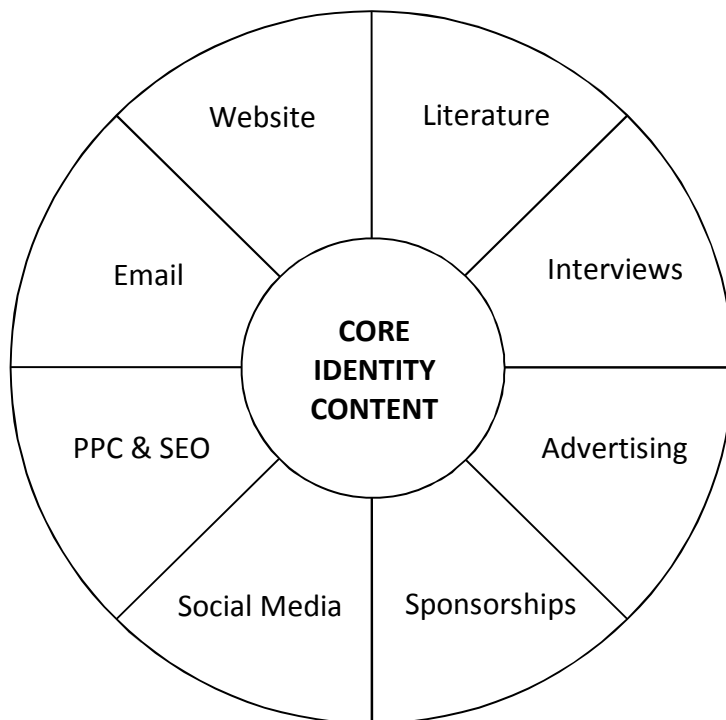 Website
Literature
Email
Interviews
CORE
IDENTITY
CONTENT
PPC & SEO
Advertising
Social Media
Sponsorships